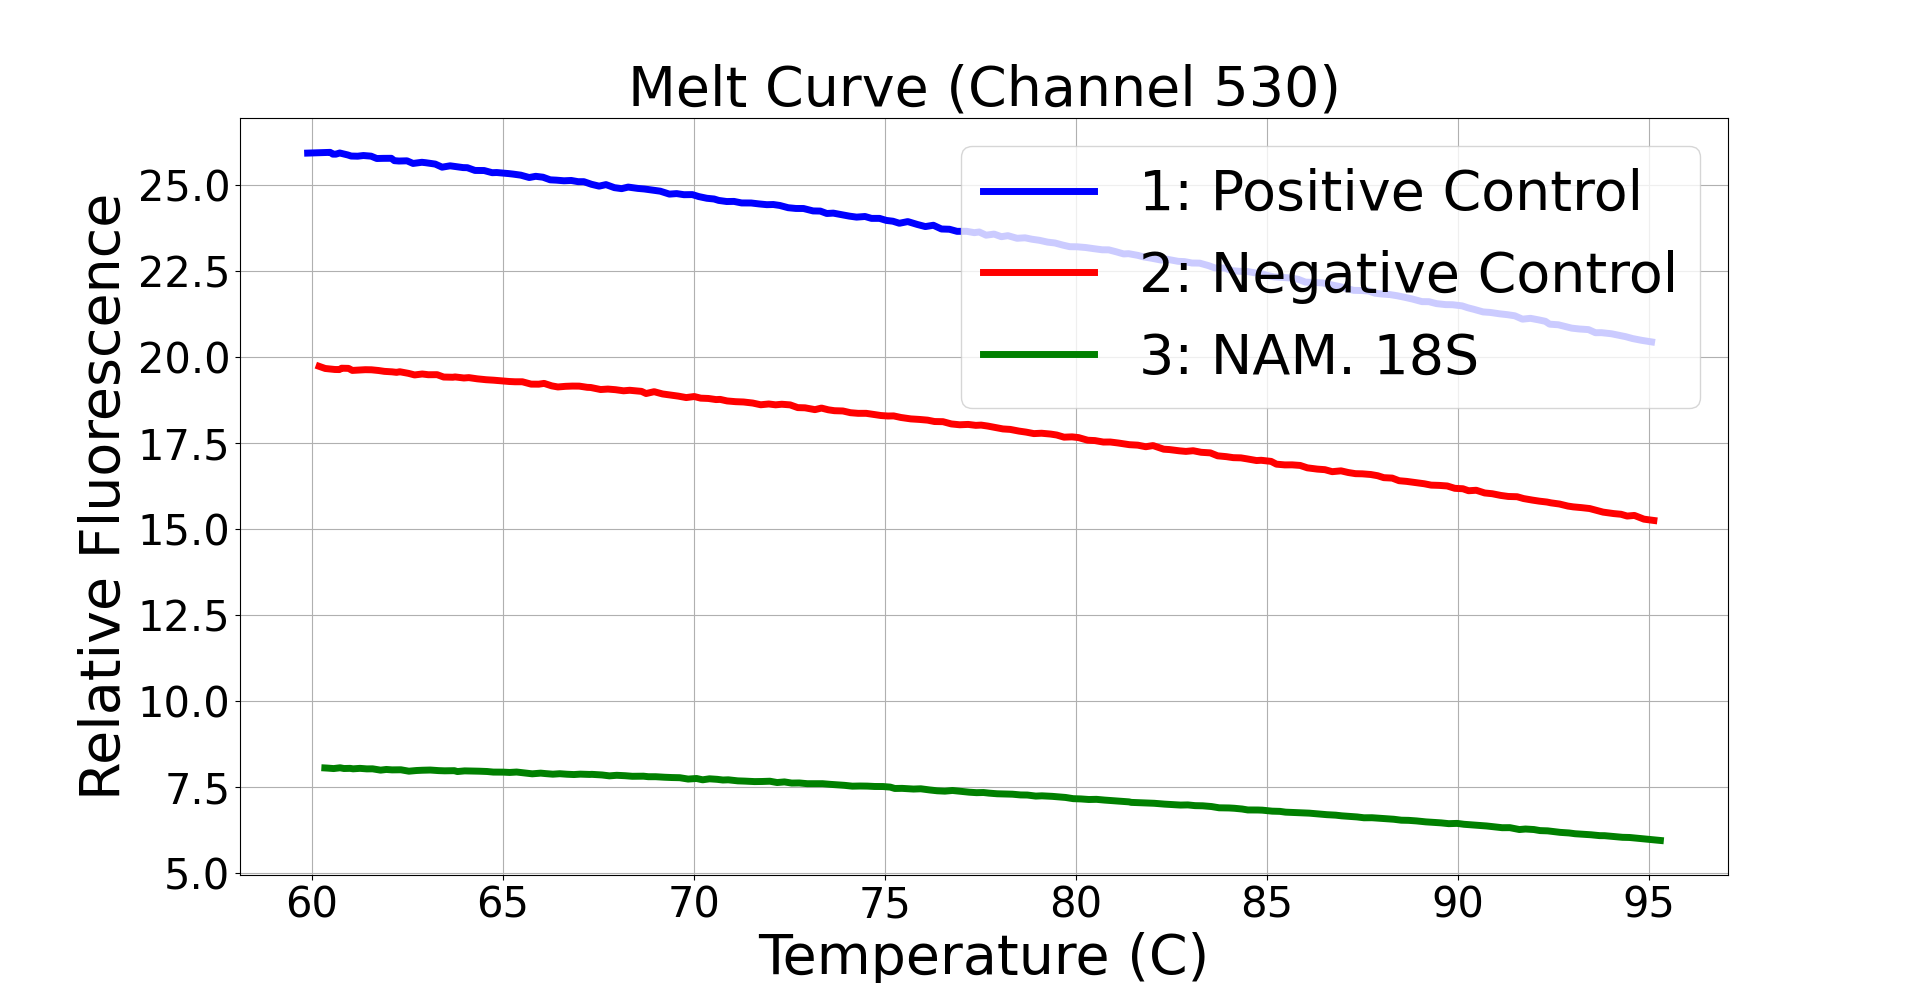 Melt Curve (Channel 530)
1: Positive Control
2: Negative Control
3: NAM. 18S
Relative Fluorescence
25.0
22.5
20.0
17.5
15.0
12.5
10.0
7.5
5.0
60 65 70 75 80 85 90 95
Temperature (C)